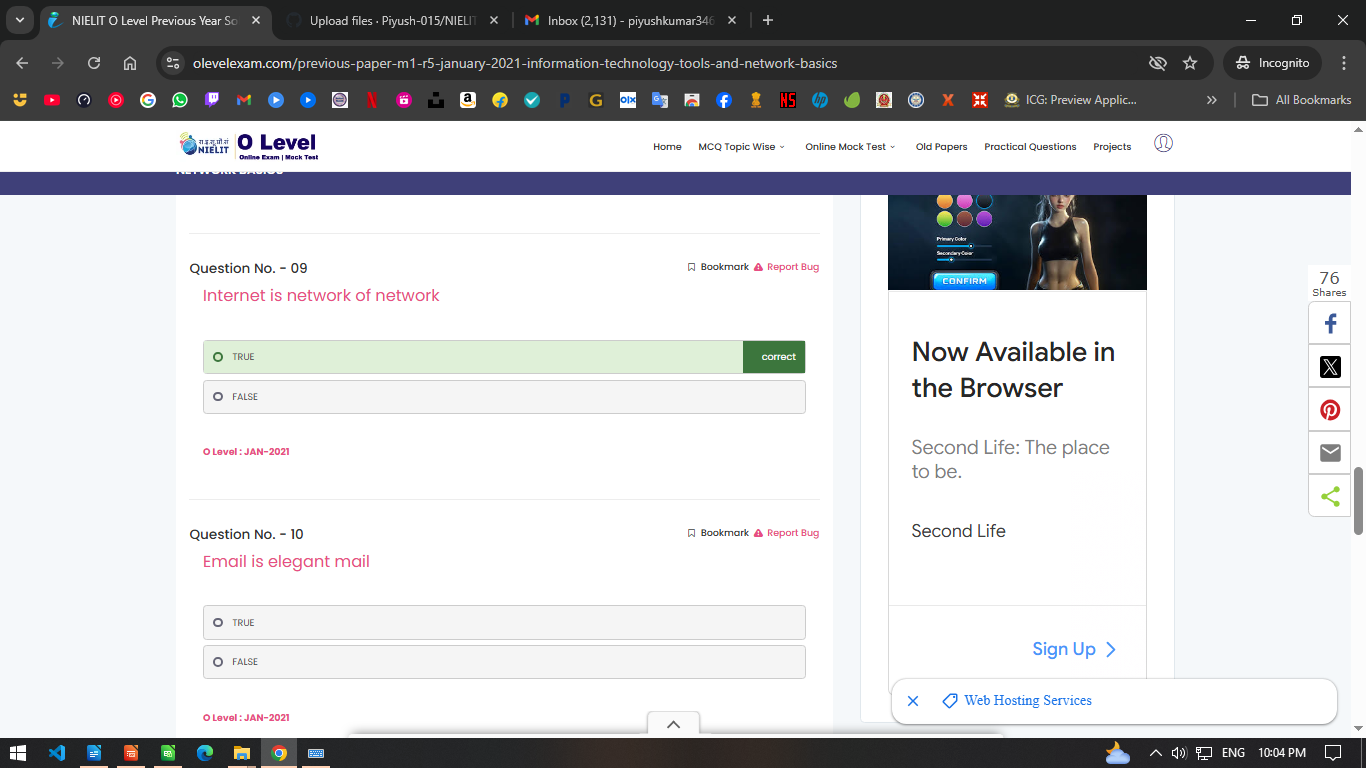 NIELIT O Level Previous Year So
Upload files · Piyush-015/NIELIT
Inbox (2,131) - piyushkumar346
olevelexam.com/previous-paper-m1-r5-january-2021-information-technology-tools-and-network-basics
Incognito
ICG: Preview Applic...
All Bookmarks
NIELIT
O Level
Online Exam | Mock Test
Home
MCQ Topic Wise
Online Mock Test
Old Papers
Practical Questions
Projects
NETWORK BASICS
Question No. - 09
Bookmark
Report Bug
Internet is network of network
TRUE
correct
FALSE
O Level : JAN-2021
Question No. - 10
Bookmark
Report Bug
Email is elegant mail
TRUE
FALSE
O Level : JAN-2021
Primary Color
Secondary Color
CONFIRM
Now Available in
the Browser
Second Life: The place
to be.
Second Life
Sign Up
Web Hosting Services
76
Shares
ENG
10:04 PM